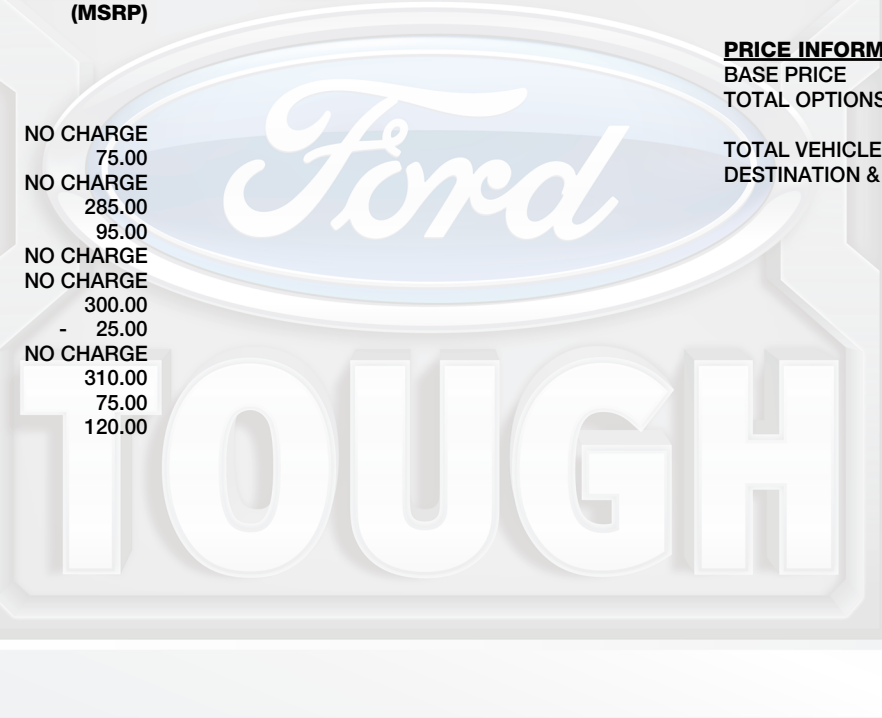 (MSRP)
NO CHARGE
75.00
NO CHARGE
285.00
95.00
NO CHARGE
NO CHARGE
300.00
- 25.00
NO CHARGE
310.00
75.00
120.00
PRICE INFORM
BASE PRICE
TOTAL OPTIONS
TOTAL VEHICLE
DESTINATION &
Ford
TOUGH